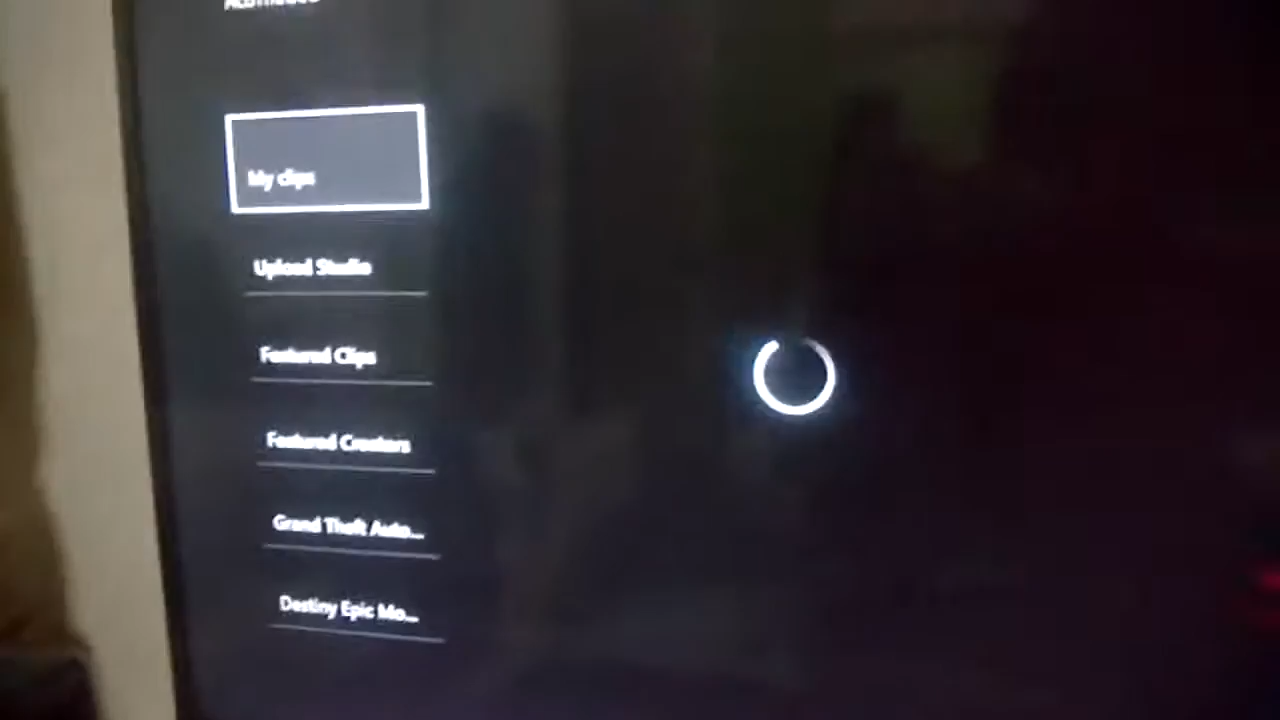 My clips
Upload Studio
Featured Clips
Featured Creators
Grand Theft Auto...
Destiny Epic Mo...